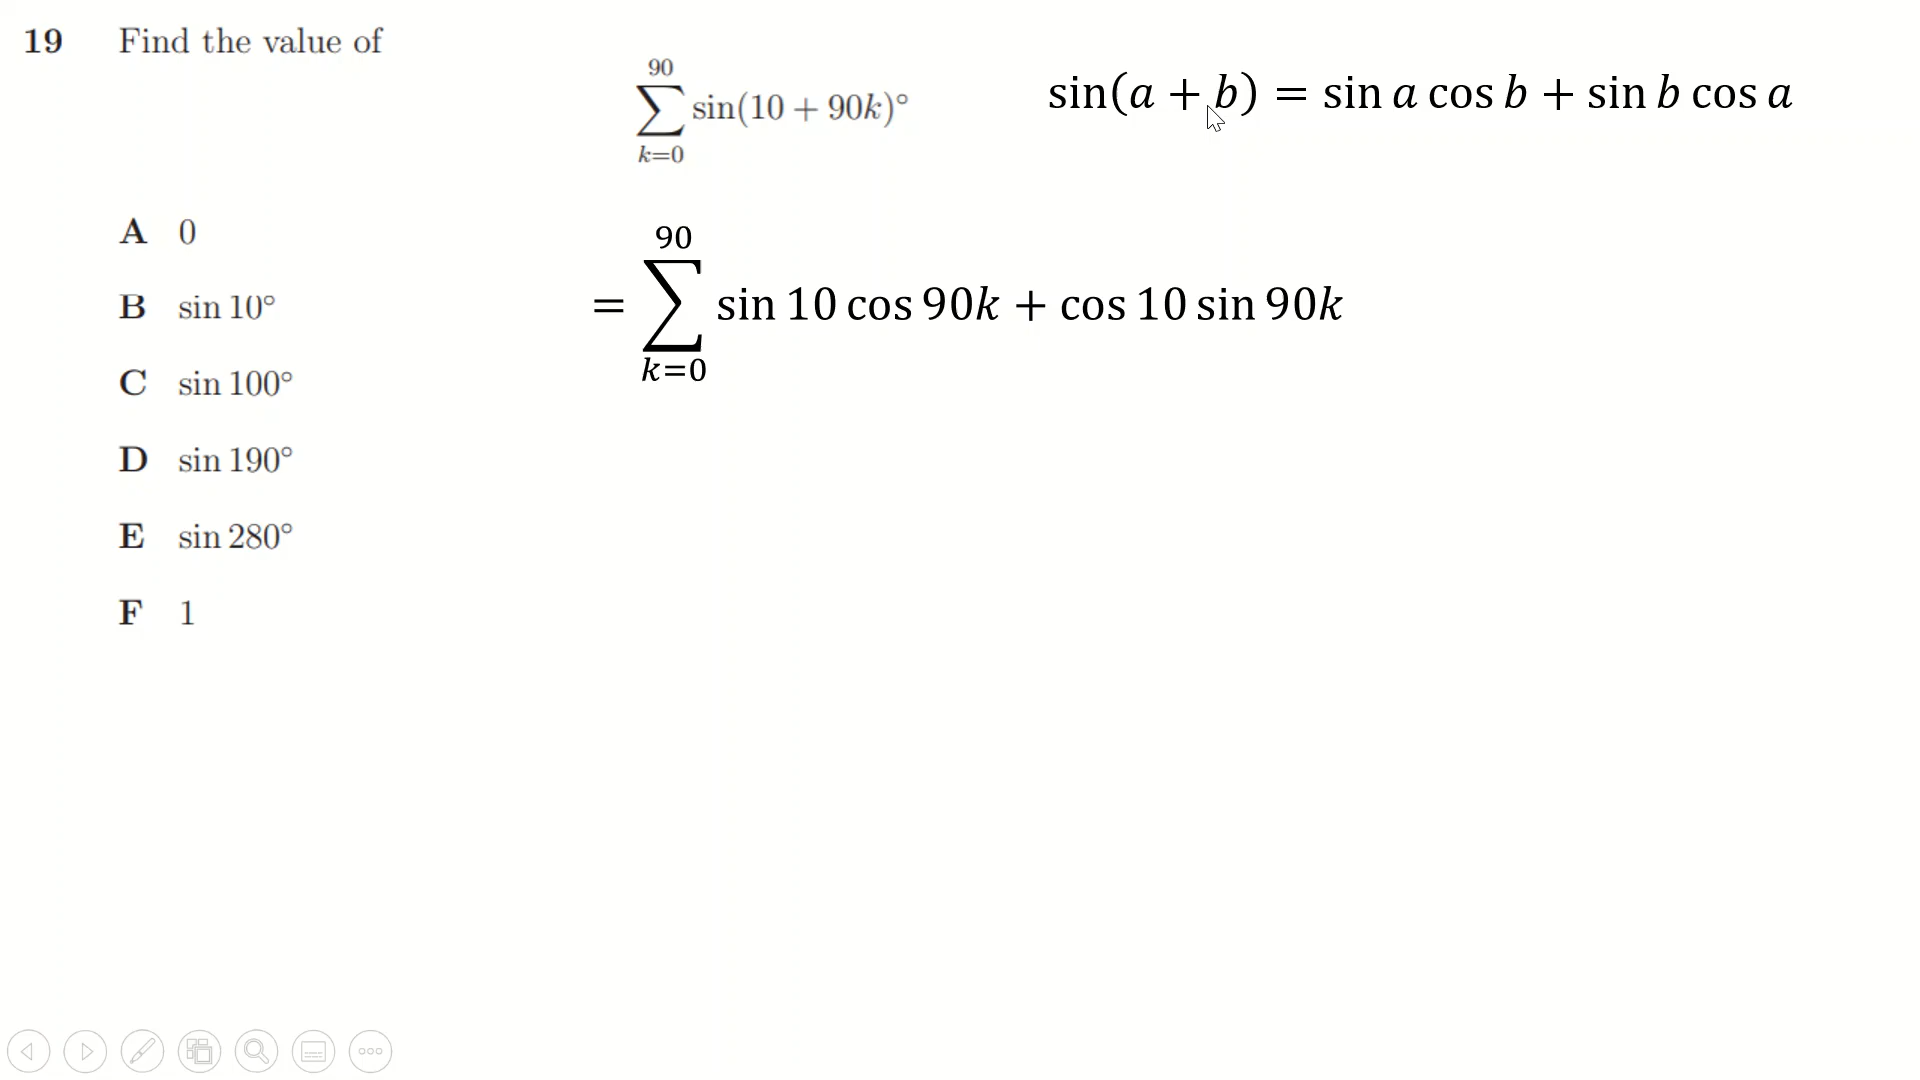 19 Find the value of
∑_{k=0}^{90} sin(10 + 90k)°
sin(a + b) = sin a cos b + sin b cos a
A 0
B sin 10°
C sin 100°
D sin 190°
E sin 280°
F 1
= ∑_{k=0}^{90} sin 10 cos 90k + cos 10 sin 90k